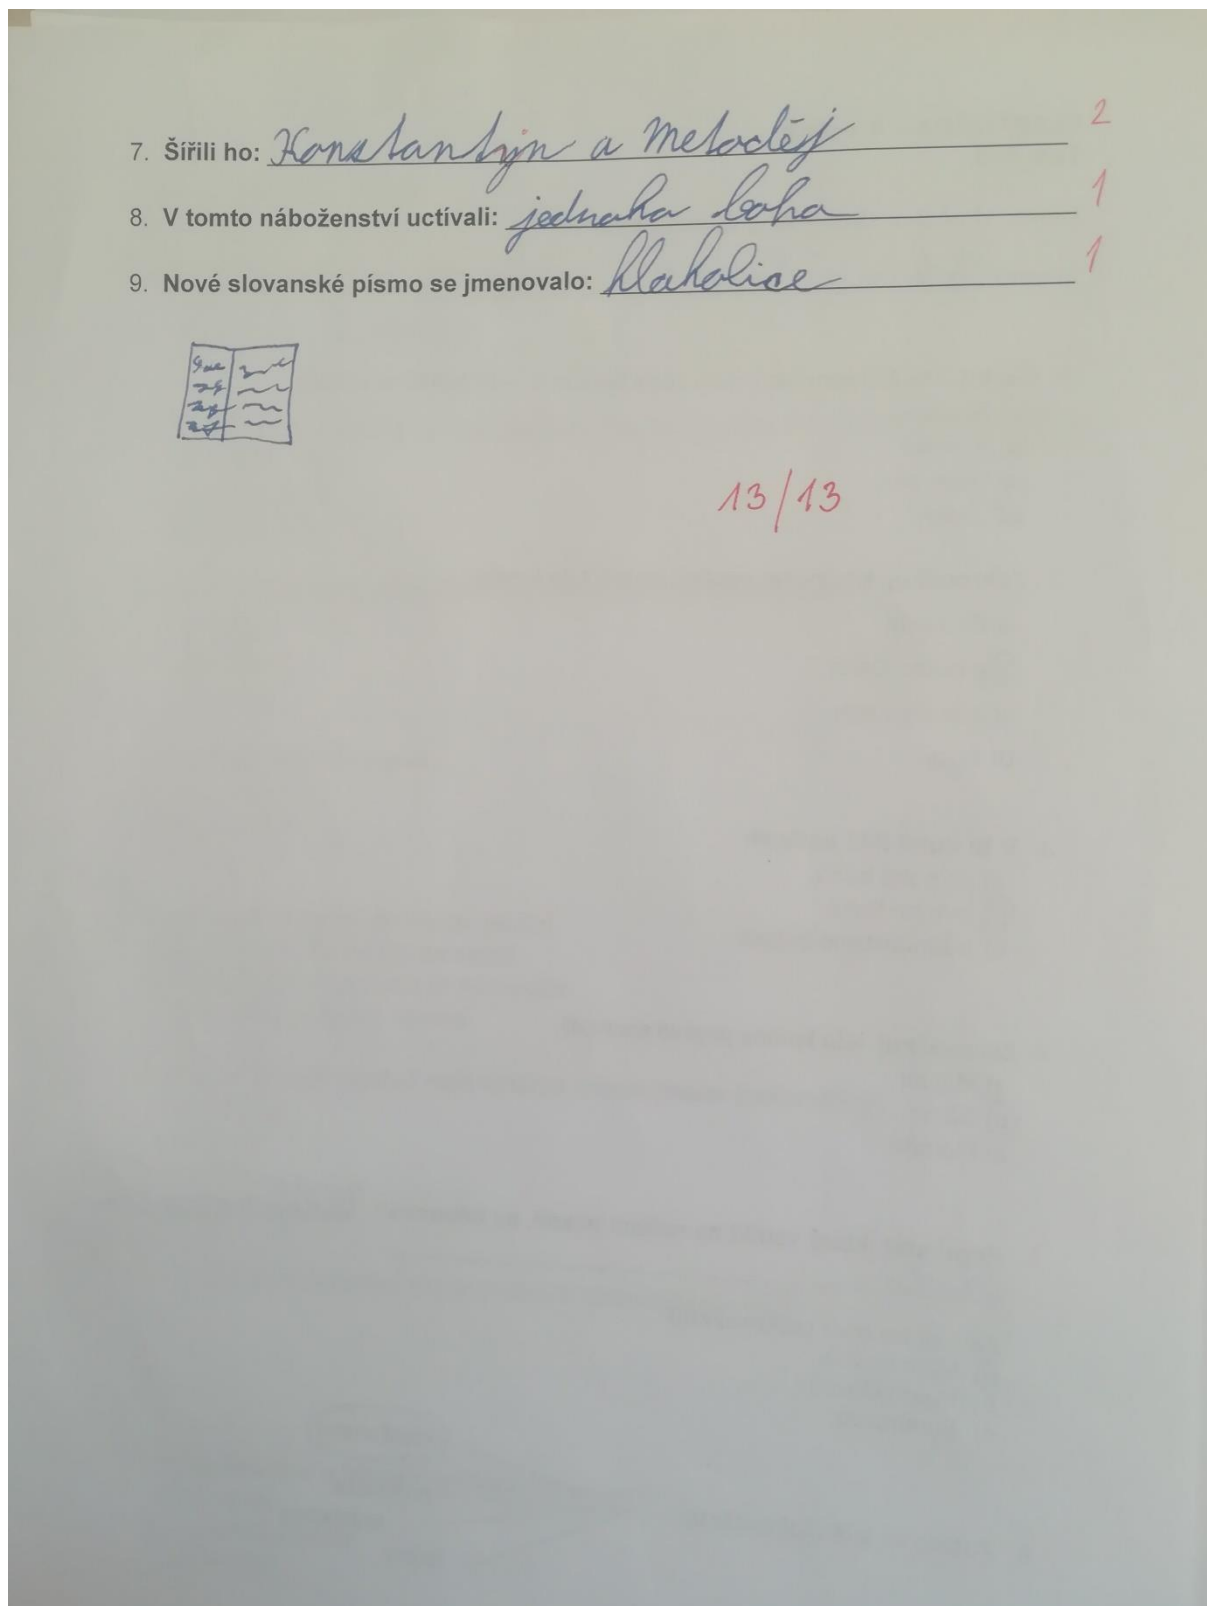 7. Šířili ho: Konstantýn a Metoděj 2
8. V tomto náboženství uctívali: jednoho boha 1
9. Nové slovanské písmo se jmenovalo: hlaholice 1
13/13